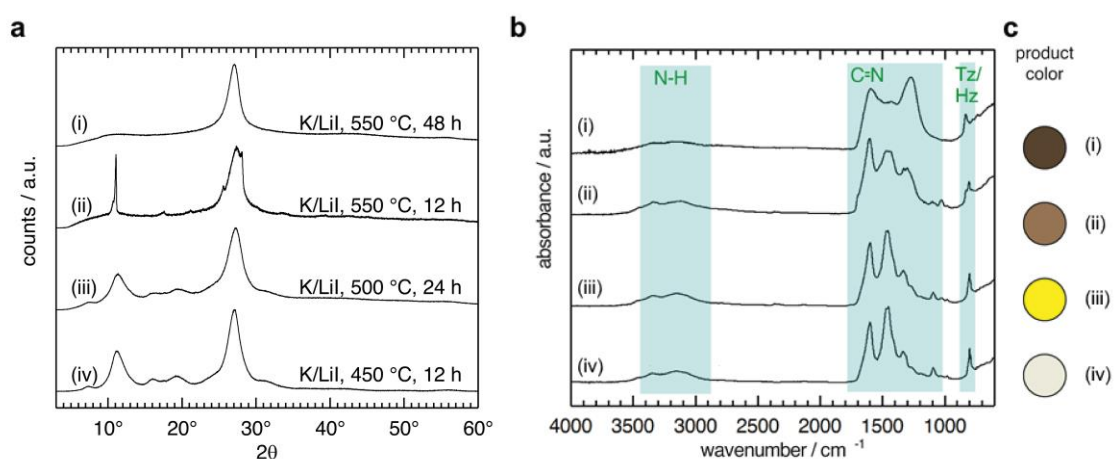 a
b
c
product
color
N-H
C=N
Tz/
Hz
(i)
K/LiI, 550 °C, 48 h
(ii)
K/LiI, 550 °C, 12 h
(iii)
K/LiI, 500 °C, 24 h
(iv)
K/LiI, 450 °C, 12 h
counts / a.u.
10° 20° 30° 40° 50° 60°
2θ
(i)
(ii)
(iii)
(iv)
absorbance / a.u.
4000 3500 3000 2500 2000 1500 1000
wavenumber / cm -1
(i)
(ii)
(iii)
(iv)